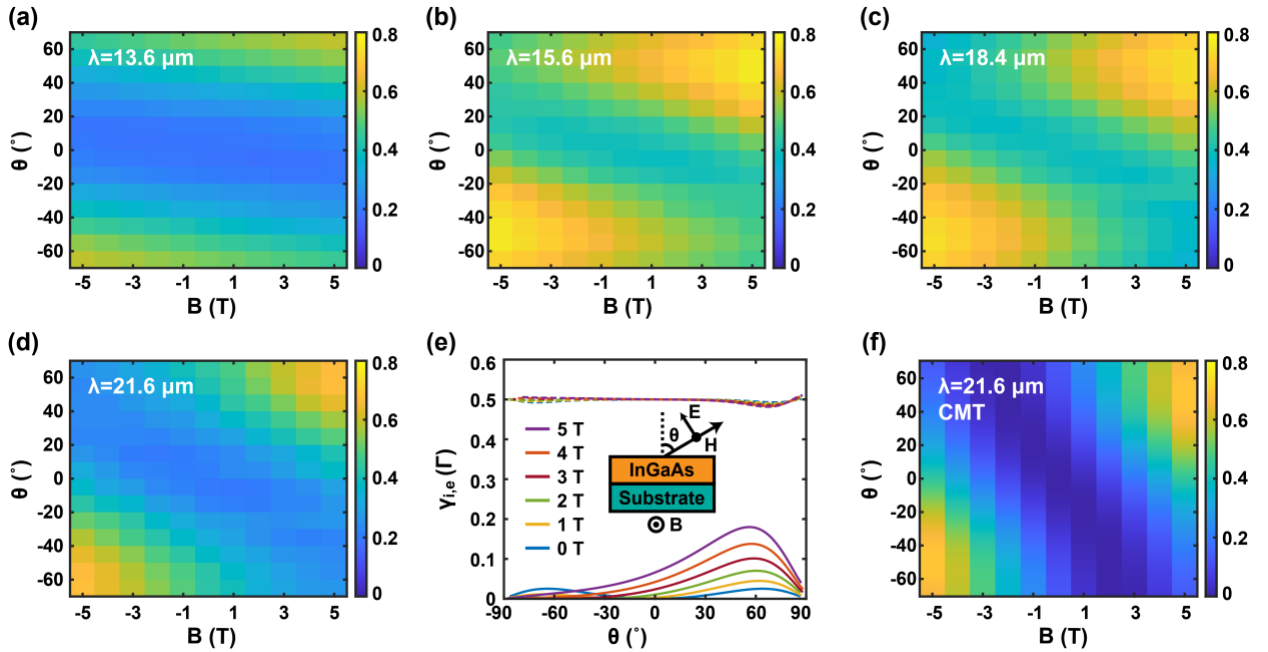 (a)
λ=13.6 μm
60
40
20
0
-20
-40
-60
θ (°)
-5 -3 -1 1 3 5
B (T)
0.8
0.6
0.4
0.2
0
(b)
λ=15.6 μm
60
40
20
0
-20
-40
-60
θ (°)
-5 -3 -1 1 3 5
B (T)
0.8
0.6
0.4
0.2
0
(c)
λ=18.4 μm
60
40
20
0
-20
-40
-60
θ (°)
-5 -3 -1 1 3 5
B (T)
0.8
0.6
0.4
0.2
0
(d)
λ=21.6 μm
60
40
20
0
-20
-40
-60
θ (°)
-5 -3 -1 1 3 5
B (T)
0.8
0.6
0.4
0.2
0
(e)
0.6
0.5
0.4
0.3
0.2
0.1
0
γi,e (Γ)
5 T
4 T
3 T
2 T
1 T
0 T
E
θ
H
InGaAs
Substrate
B
-90 -60 -30 0 30 60 90
θ (°)
(f)
λ=21.6 μm
CMT
60
40
20
0
-20
-40
-60
θ (°)
-5 -3 -1 1 3 5
B (T)
0.8
0.6
0.4
0.2
0